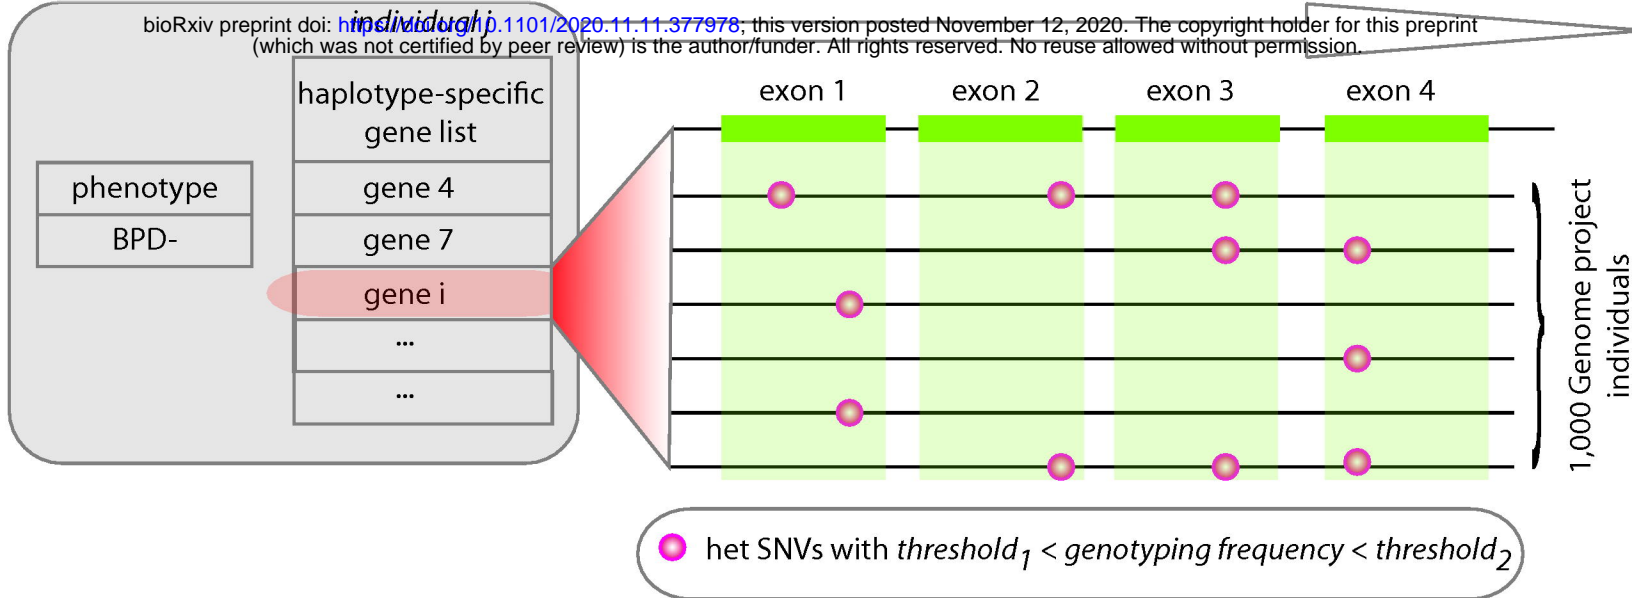 bioRxiv preprint doi: https://doi.org/10.1101/2020.11.11.377978; this version posted November 12, 2020. The copyright holder for this preprint
(which was not certified by peer review) is the author/funder. All rights reserved. No reuse allowed without permission.
individual j
haplotype-specific
gene list
phenotype
BPD-
gene 4
gene 7
gene i
...
...
exon 1 exon 2 exon 3 exon 4
1,000 Genome project
individuals
het SNVs with threshold1 < genotyping frequency < threshold2